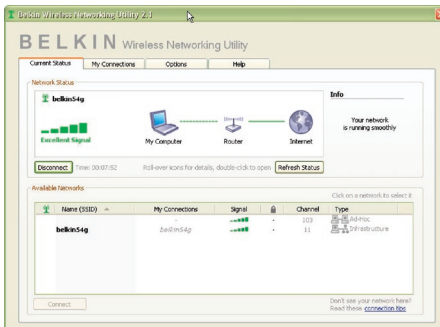 Belkin Wireless Networking Utility 2.1
BELKIN Wireless Networking Utility
Current Status My Connections Options Help
Network Status
belkin54g
Excellent Signal
My Computer Router Internet
Info
Your network
is running smoothly
Disconnect Time: 00:07:52 Roll-over icons for details, double-click to open Refresh Status
Available Networks
Click on a network to select it
Name (SSID) My Connections Signal Channel Type
- - 103 Ad-Hoc
belkin54g belkin54g - 11 Infrastructure
Connect
Don't see your network here?
Read these connection tips